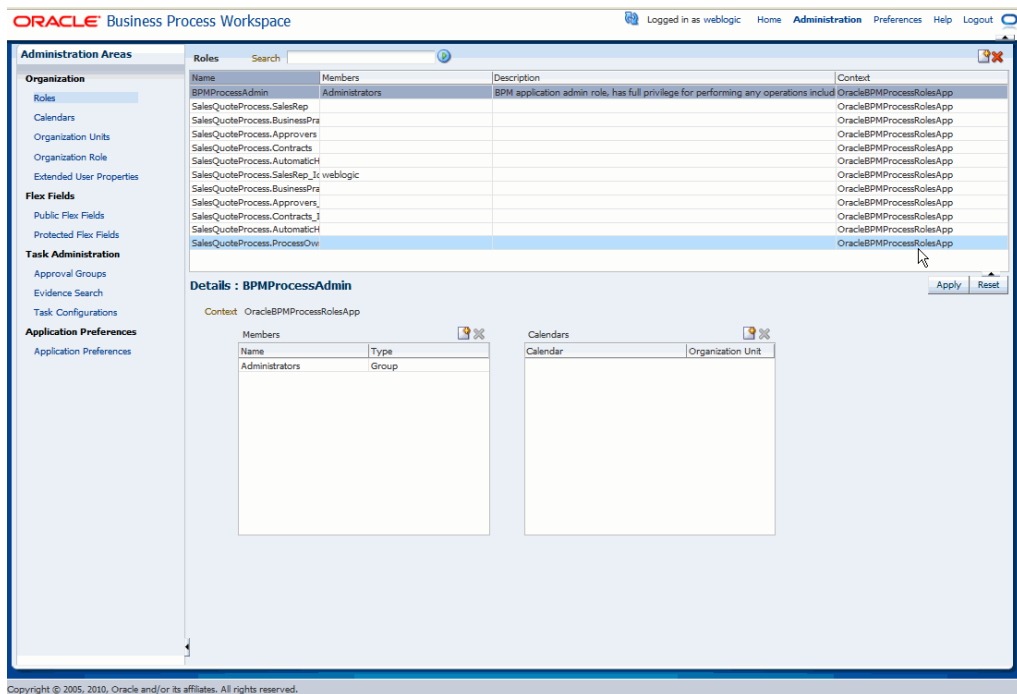 ORACLE Business Process Workspace
Logged in as weblogic Home Administration Preferences Help Logout
Administration Areas
Organization
Roles
Calendars
Organization Units
Organization Role
Extended User Properties
Flex Fields
Public Flex Fields
Protected Flex Fields
Task Administration
Approval Groups
Evidence Search
Task Configurations
Application Preferences
Application Preferences
Roles Search
Name Members Description Context
BPMProcessAdmin Administrators BPM application admin role, has full privilege for performing any operations includ OracleBPMProcessRolesApp
SalesQuoteProcess.SalesRep OracleBPMProcessRolesApp
SalesQuoteProcess.BusinessPra OracleBPMProcessRolesApp
SalesQuoteProcess.Approvers OracleBPMProcessRolesApp
SalesQuoteProcess.Contracts OracleBPMProcessRolesApp
SalesQuoteProcess.AutomaticH OracleBPMProcessRolesApp
SalesQuoteProcess.SalesRep_Ic weblogic OracleBPMProcessRolesApp
SalesQuoteProcess.BusinessPra OracleBPMProcessRolesApp
SalesQuoteProcess.Approvers_ OracleBPMProcessRolesApp
SalesQuoteProcess.Contracts_I OracleBPMProcessRolesApp
SalesQuoteProcess.AutomaticH OracleBPMProcessRolesApp
SalesQuoteProcess.ProcessOwn OracleBPMProcessRolesApp
Details : BPMProcessAdmin
Apply Reset
Context OracleBPMProcessRolesApp
Members
Name Type
Administrators Group
Calendars
Calendar Organization Unit
Copyright © 2005, 2010, Oracle and/or its affiliates. All rights reserved.